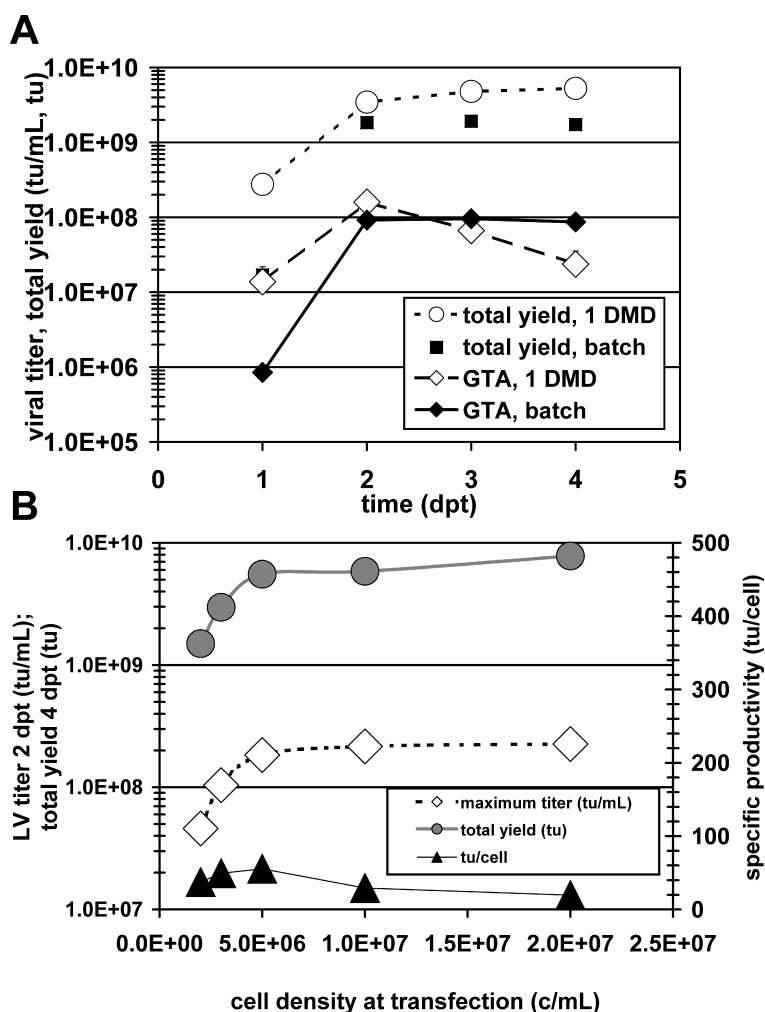 A
viral titer, total yield (tu/mL, tu)
1.0E+10
1.0E+09
1.0E+08
1.0E+07
1.0E+06
1.0E+05
total yield, 1 DMD
total yield, batch
GTA, 1 DMD
GTA, batch
0 1 2 3 4 5
time (dpt)
B
LV titer 2 dpt (tu/mL);
total yield 4 dpt (tu)
1.0E+10
1.0E+09
1.0E+08
1.0E+07
500
400
300
200
100
0
specific productivity (tu/cell)
maximum titer (tu/mL)
total yield (tu)
tu/cell
0.0E+00 5.0E+06 1.0E+07 1.5E+07 2.0E+07 2.5E+07
cell density at transfection (c/mL)